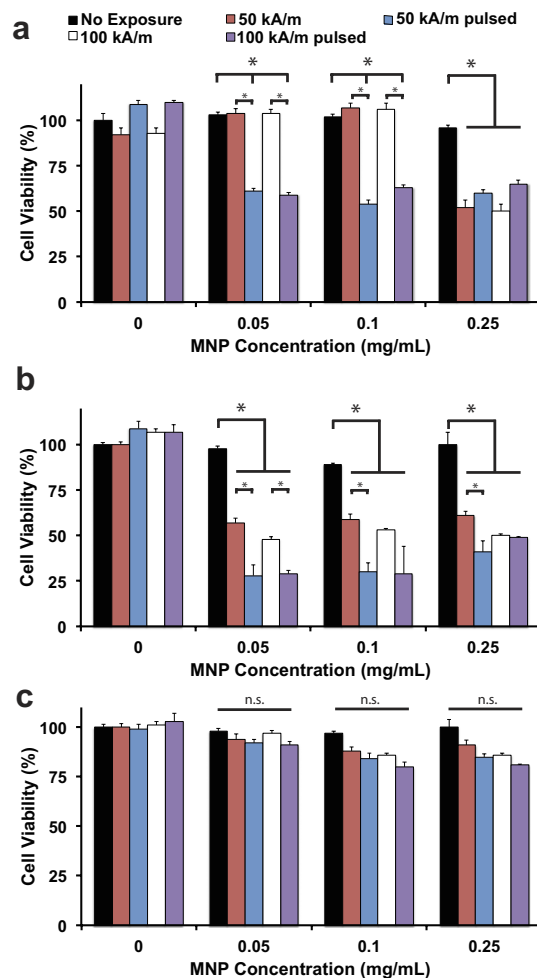 No Exposure 50 kA/m 50 kA/m pulsed
100 kA/m 100 kA/m pulsed
a
* * *
* * * *
Cell Viability (%)
100
75
50
25
0
0 0.05 0.1 0.25
MNP Concentration (mg/mL)
b
* * *
* * * *
Cell Viability (%)
100
75
50
25
0
0 0.05 0.1 0.25
MNP Concentration (mg/mL)
c
n.s. n.s. n.s.
Cell Viability (%)
100
75
50
25
0
0 0.05 0.1 0.25
MNP Concentration (mg/mL)